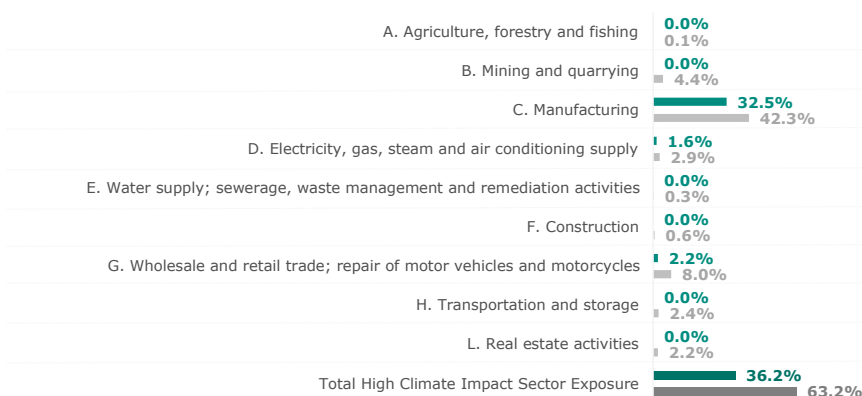 A. Agriculture, forestry and fishing
0.0%
0.1%
B. Mining and quarrying
0.0%
4.4%
C. Manufacturing
32.5%
42.3%
D. Electricity, gas, steam and air conditioning supply
1.6%
2.9%
E. Water supply; sewerage, waste management and remediation activities
0.0%
0.3%
F. Construction
0.0%
0.6%
G. Wholesale and retail trade; repair of motor vehicles and motorcycles
2.2%
8.0%
H. Transportation and storage
0.0%
2.4%
L. Real estate activities
0.0%
2.2%
Total High Climate Impact Sector Exposure
36.2%
63.2%